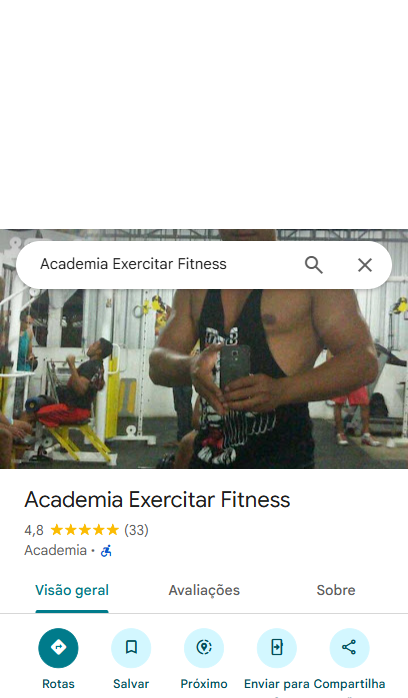 Academia Exercitar Fitness
Academia Exercitar Fitness
4,8 (33)
Academia ·
Visão geral
Avaliações
Sobre
Rotas
Salvar
Próximo
Enviar para
Compartilha